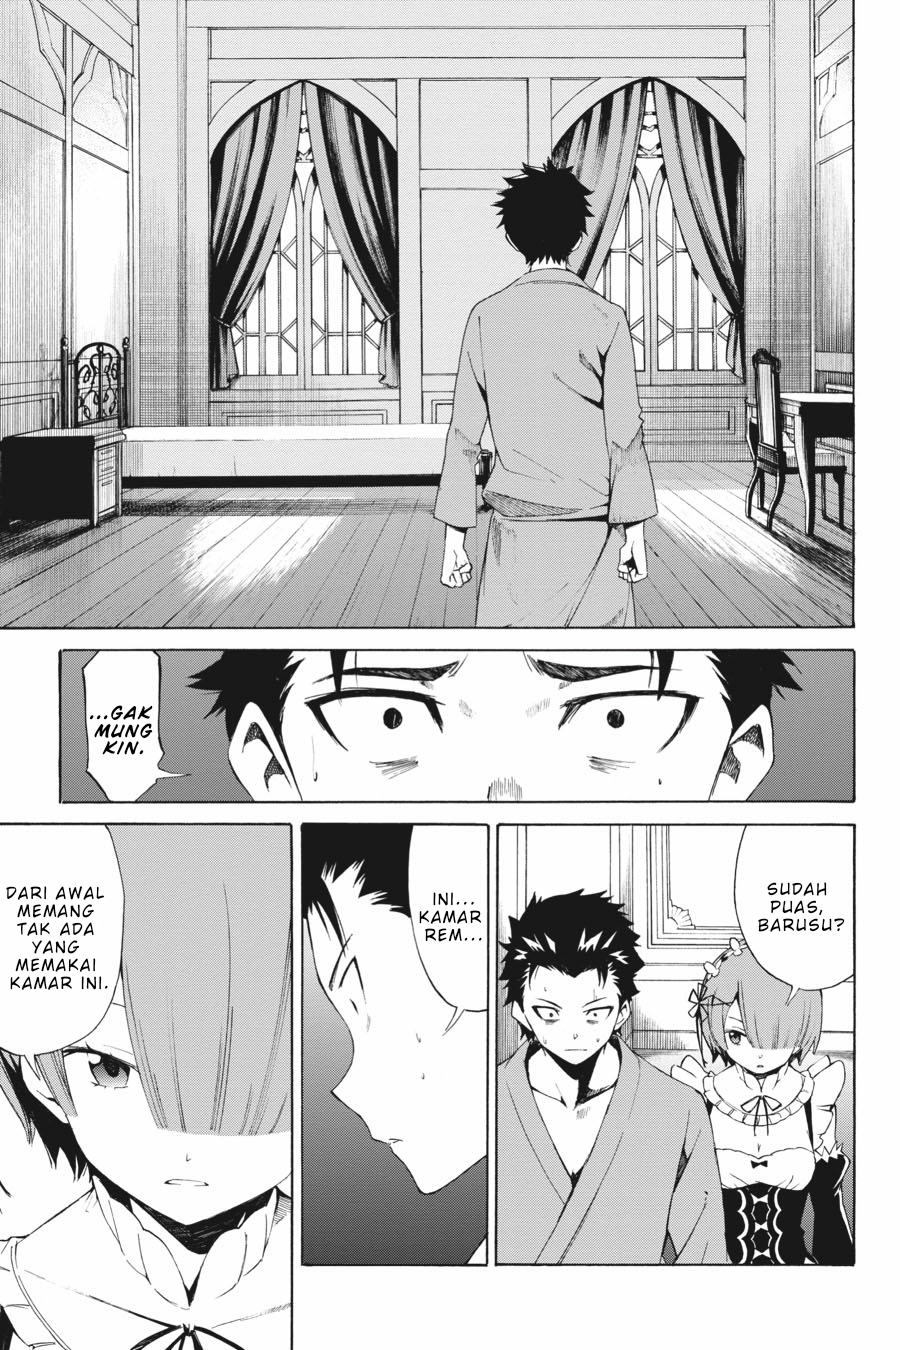 ...GAK
MUNG
KIN.
SUDAH
PUAS,
BARUSU?
INI...
KAMAR
REM...
DARI AWAL
MEMANG
TAK ADA
YANG
MEMAKAI
KAMAR INI.